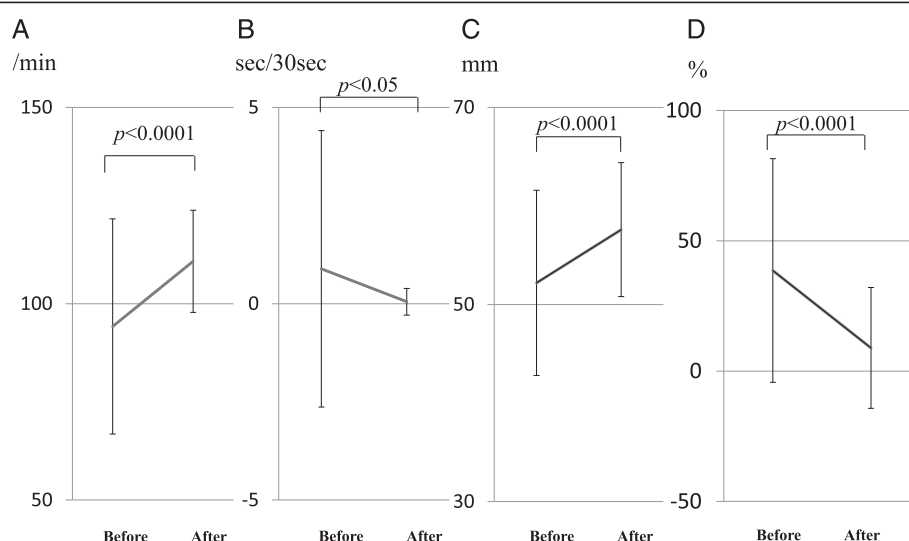 A
/min
150
100
50
p<0.0001
Before After
B
sec/30sec
5
0
-5
p<0.05
Before After
C
mm
70
50
30
p<0.0001
Before After
D
%
100
50
0
-50
p<0.0001
Before After